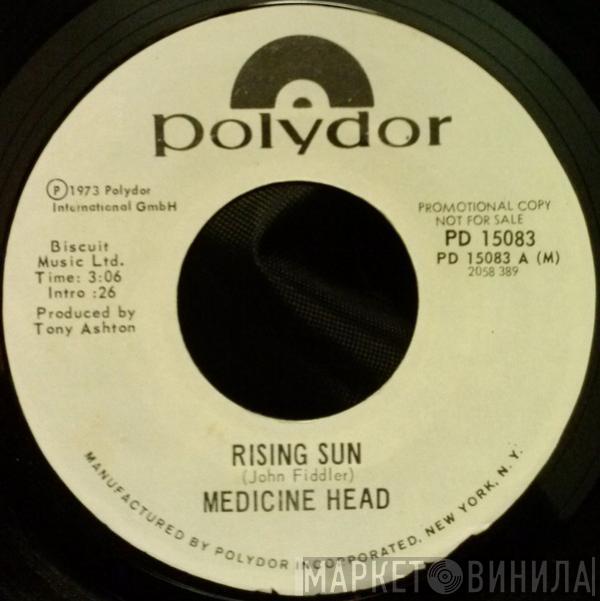 polydor
℗ 1973 Polydor
International GmbH
Biscuit
Music Ltd.
Time: 3:06
Intro :26
Produced by
Tony Ashton
PROMOTIONAL COPY
NOT FOR SALE
PD 15083
PD 15083 A (M)
2058 389
RISING SUN
(John Fiddler)
MEDICINE HEAD
MANUFACTURED BY POLYDOR INCORPORATED, NEW YORK, N. Y.
МАРКЕТ ВИНИЛА